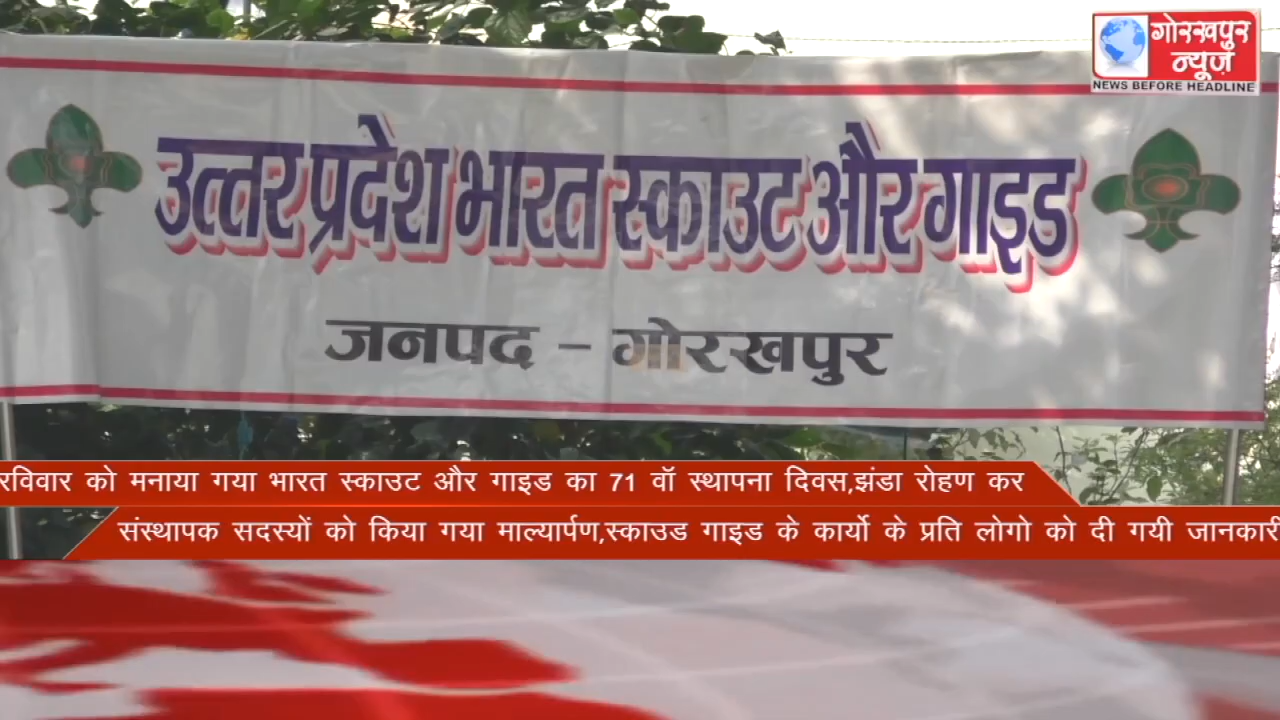 गोरखपुर
न्यूज़
NEWS BEFORE HEADLINE
उत्तर प्रदेश भारत स्काउट और गाइड
जनपद – गोरखपुर
रविवार को मनाया गया भारत स्काउट और गाइड का 71 वॉ स्थापना दिवस,झंडा रोहण कर
संस्थापक सदस्यों को किया गया माल्यार्पण,स्काउड गाइड के कार्यो के प्रति लोगो को दी गयी जानकारी